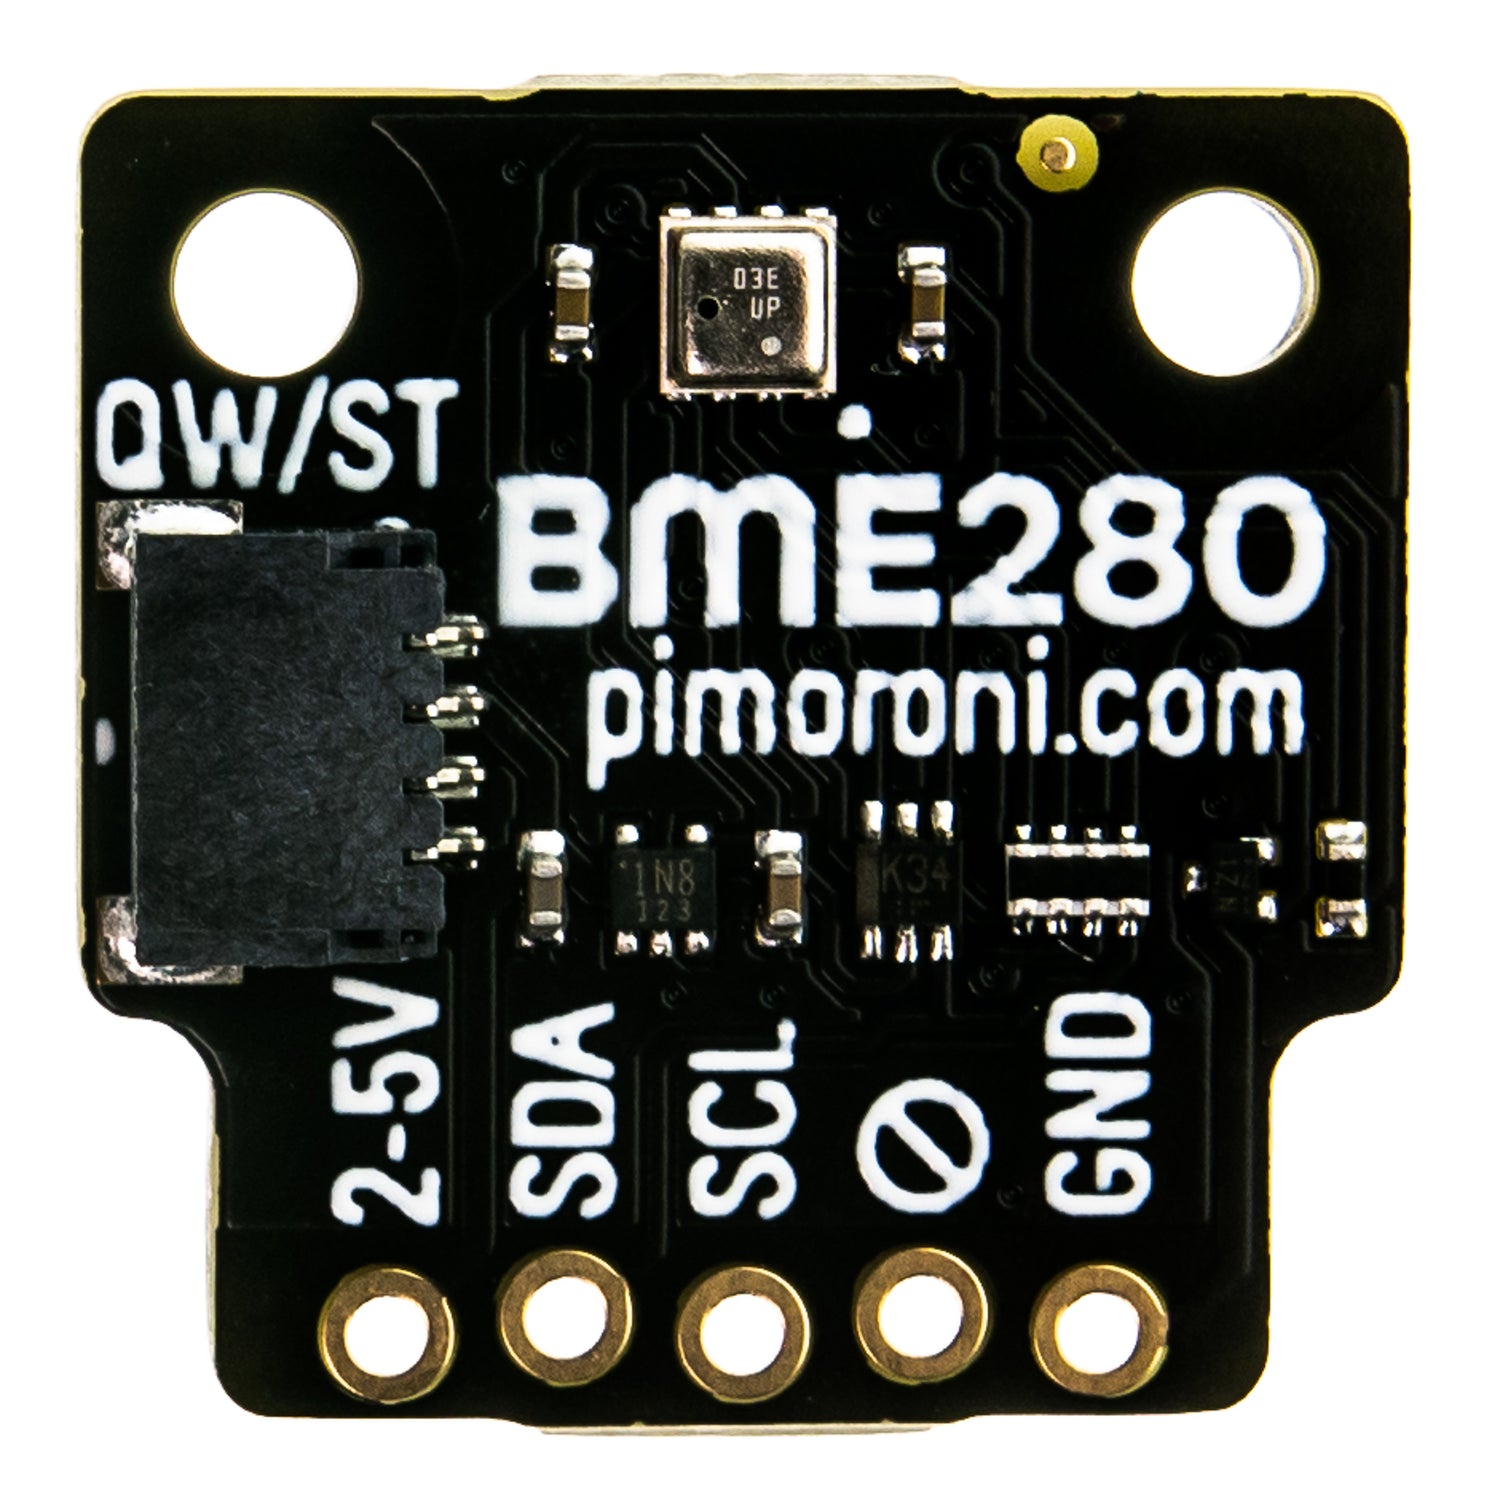 03E
UP
QW/ST
BME280
pimoroni.com
1N8
123
K34
2-5V
SDA
SCL
GND